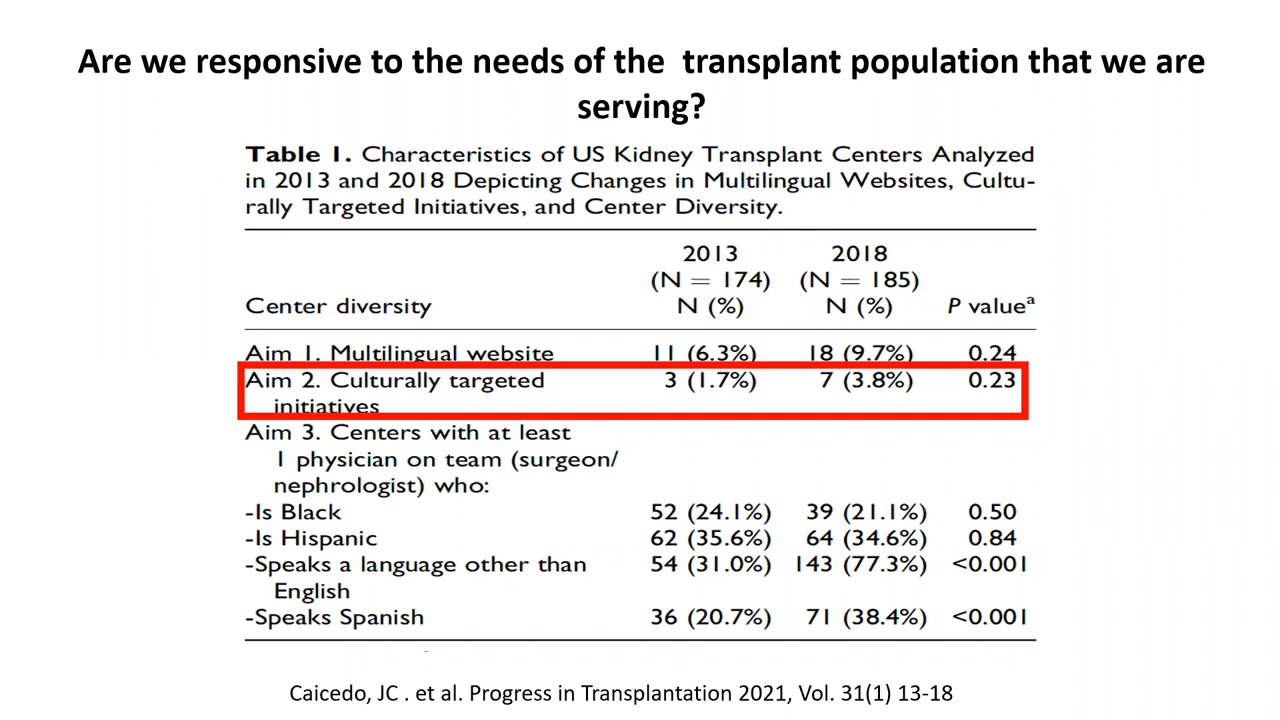 Are we responsive to the needs of the  transplant population that we are
serving?
Table 1. Characteristics of US Kidney Transplant Centers Analyzed
in 2013 and 2018 Depicting Changes in Multilingual Websites, Cultu-
rally Targeted Initiatives, and Center Diversity.
2013 2018
(N = 174) (N = 185)
Center diversity N (%) N (%) P valueᵃ
Aim 1. Multilingual website 11 (6.3%) 18 (9.7%) 0.24
Aim 2. Culturally targeted 3 (1.7%) 7 (3.8%) 0.23
initiatives
Aim 3. Centers with at least
1 physician on team (surgeon/
nephrologist) who:
-Is Black 52 (24.1%) 39 (21.1%) 0.50
-Is Hispanic 62 (35.6%) 64 (34.6%) 0.84
-Speaks a language other than 54 (31.0%) 143 (77.3%) <0.001
English
-Speaks Spanish 36 (20.7%) 71 (38.4%) <0.001
Caicedo, JC . et al. Progress in Transplantation 2021, Vol. 31(1) 13-18